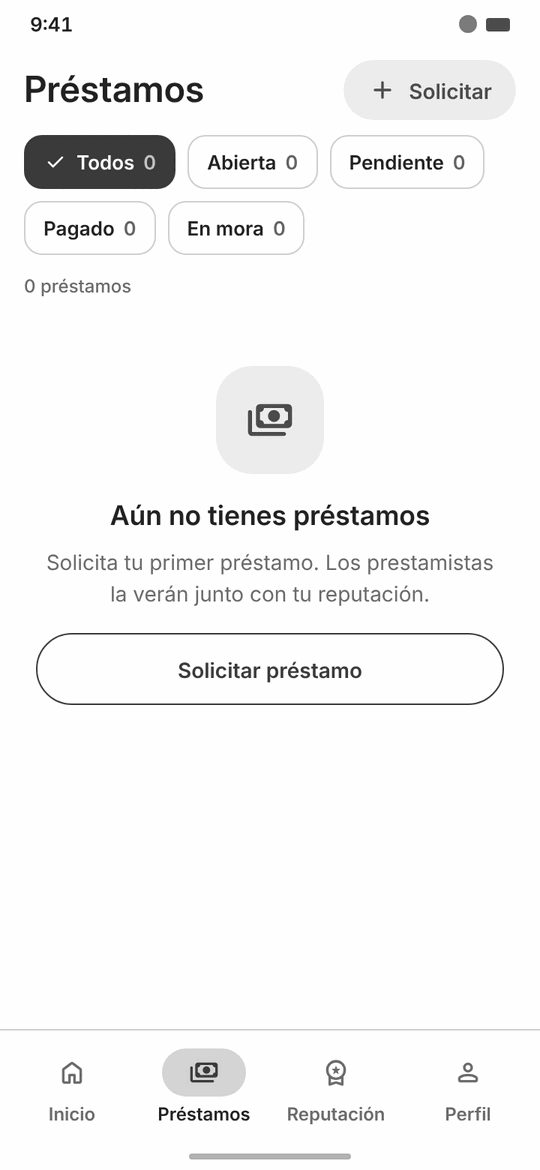 9:41
Préstamos
Solicitar
Todos 0
Abierta 0
Pendiente 0
Pagado 0
En mora 0
0 préstamos
Aún no tienes préstamos
Solicita tu primer préstamo. Los prestamistas
la verán junto con tu reputación.
Solicitar préstamo
Inicio
Préstamos
Reputación
Perfil